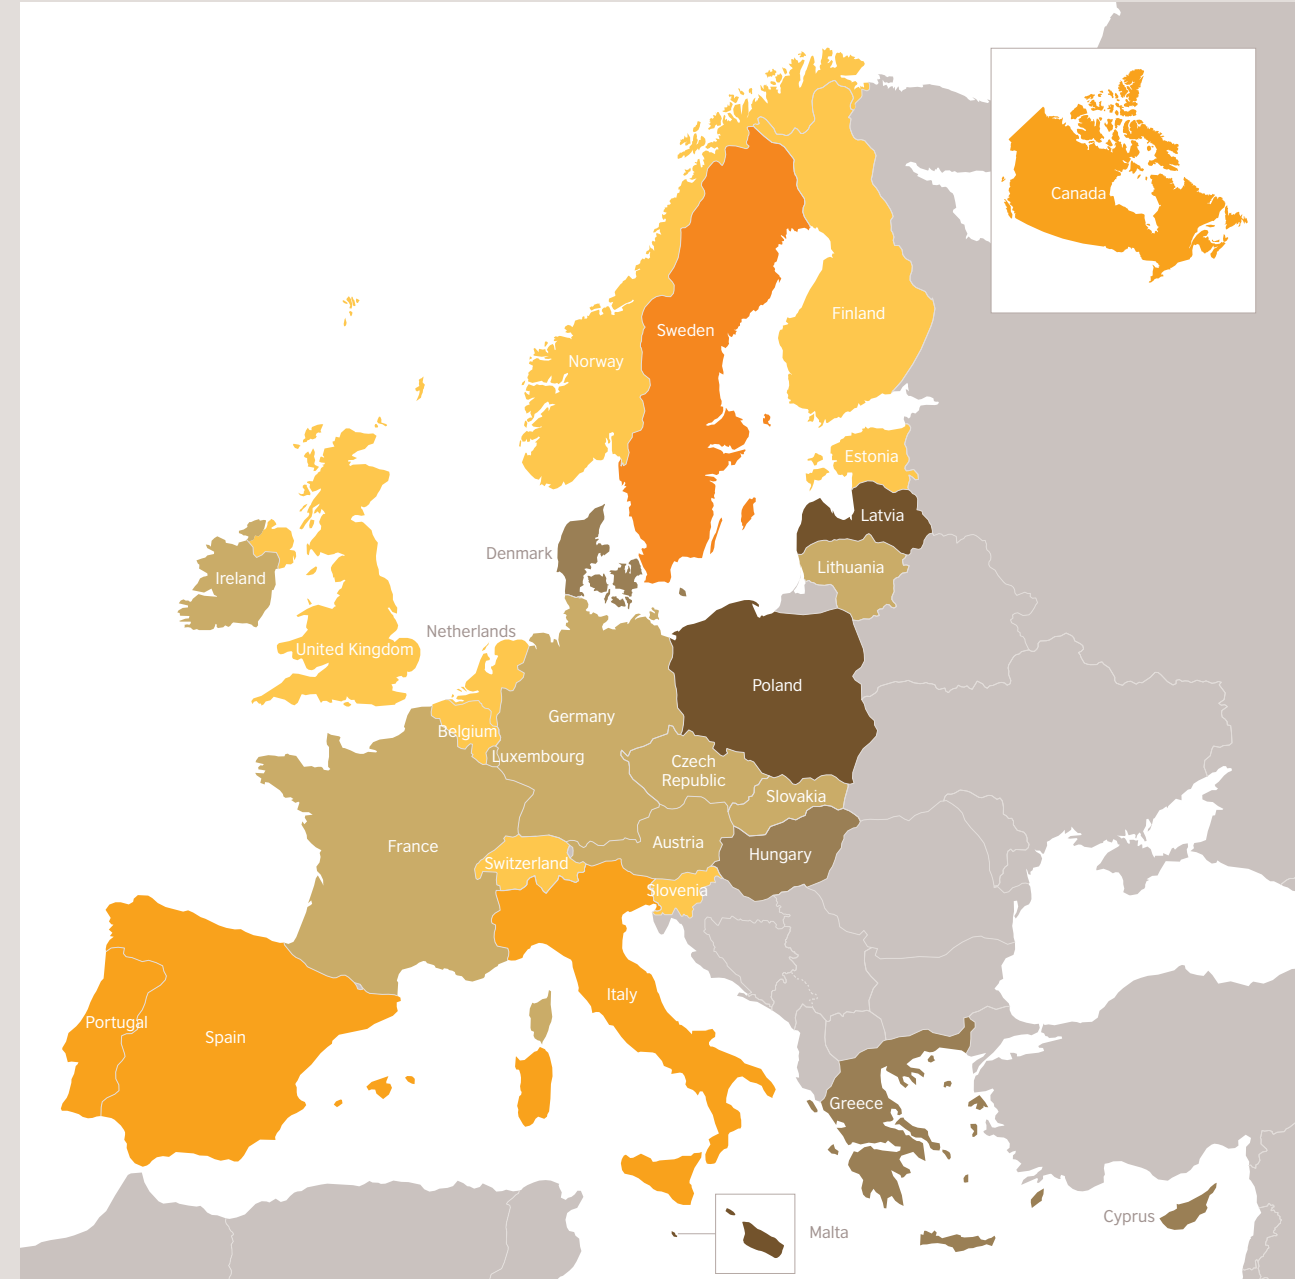 Canada
Finland
Sweden
Norway
Estonia
Latvia
Denmark
Lithuania
Ireland
Netherlands
United Kingdom
Poland
Germany
Belgium
Luxembourg
Czech
Republic
Slovakia
Austria
France
Hungary
Switzerland
Slovenia
Italy
Portugal
Spain
Greece
Cyprus
Malta